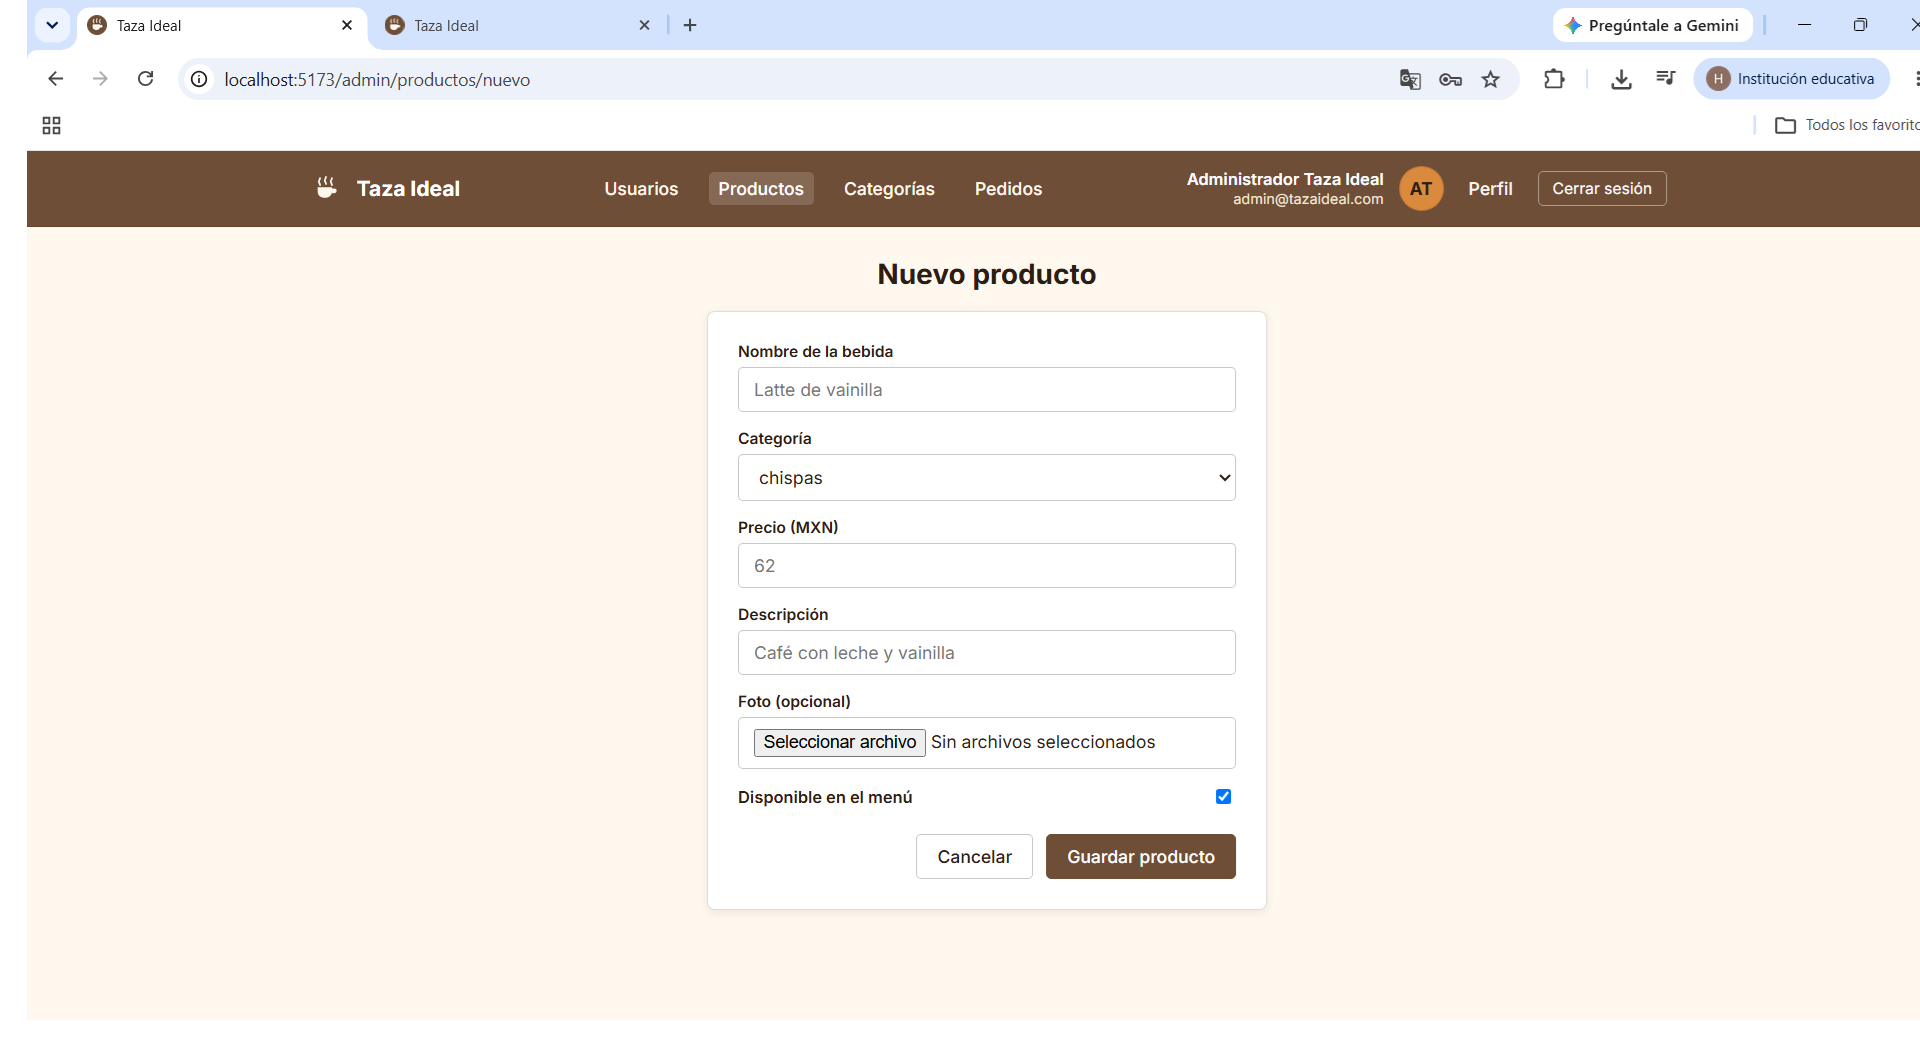 Taza Ideal
Taza Ideal
Pregúntale a Gemini
localhost:5173/admin/productos/nuevo
H
Institución educativa
Todos los favorito
Taza Ideal
Usuarios
Productos
Categorías
Pedidos
Administrador Taza Ideal
admin@tazaideal.com
AT
Perfil
Cerrar sesión
Nuevo producto
Nombre de la bebida
Latte de vainilla
Categoría
chispas
Precio (MXN)
62
Descripción
Café con leche y vainilla
Foto (opcional)
Seleccionar archivo Sin archivos seleccionados
Disponible en el menú
Cancelar
Guardar producto